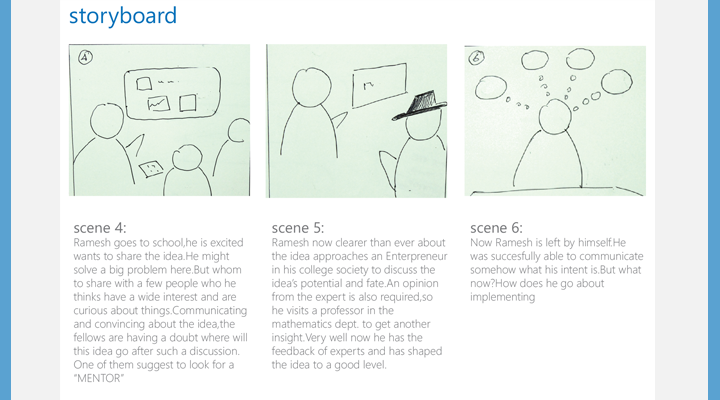 storyboard
4
6
scene 4:
Ramesh goes to school,he is excited
wants to share the idea.He might
solve a big problem here.But whom
to share with a few people who he
thinks have a wide interest and are
curious about things.Communicating
and convincing about the idea,the
fellows are having a doubt where will
this idea go after such a discussion.
One of them suggest to look for a
"MENTOR"
scene 5:
Ramesh now clearer than ever about
the idea approaches an Enterpreneur
in his college society to discuss the
idea's potential and fate.An opinion
from the expert is also required,so
he visits a professor in the
mathematics dept. to get another
insight.Very well now he has the
feedback of experts and has shaped
the idea to a good level.
scene 6:
Now Ramesh is left by himself.He
was succesfully able to communicate
somehow what his intent is.But what
now?How does he go about
implementing